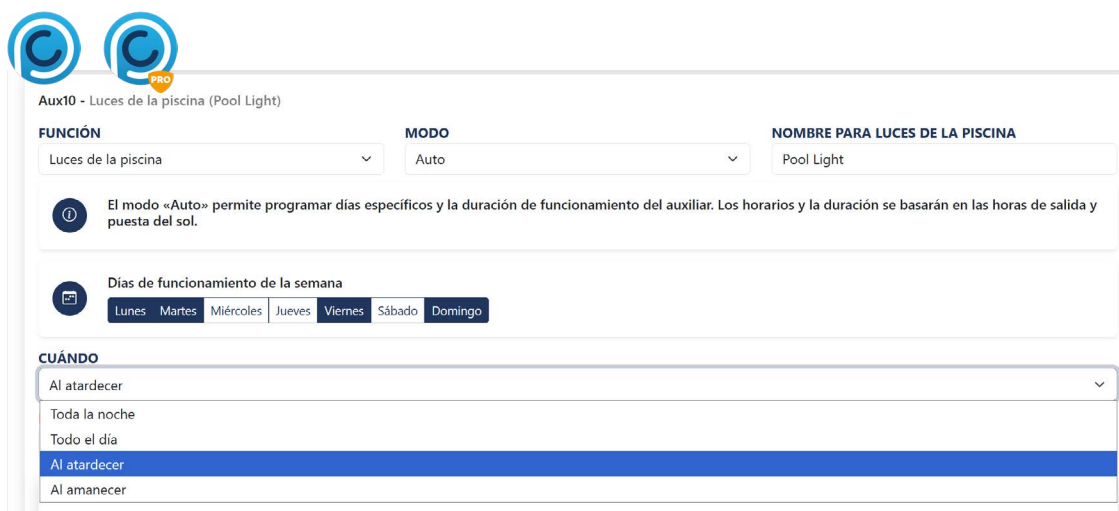 PRO
Aux10 - Luces de la piscina (Pool Light)
FUNCIÓN
MODO
NOMBRE PARA LUCES DE LA PISCINA
Luces de la piscina
Auto
Pool Light
El modo «Auto» permite programar días específicos y la duración de funcionamiento del auxiliar. Los horarios y la duración se basarán en las horas de salida y
puesta del sol.
Días de funcionamiento de la semana
Lunes Martes Miércoles Jueves Viernes Sábado Domingo
CUÁNDO
Al atardecer
Toda la noche
Todo el día
Al atardecer
Al amanecer